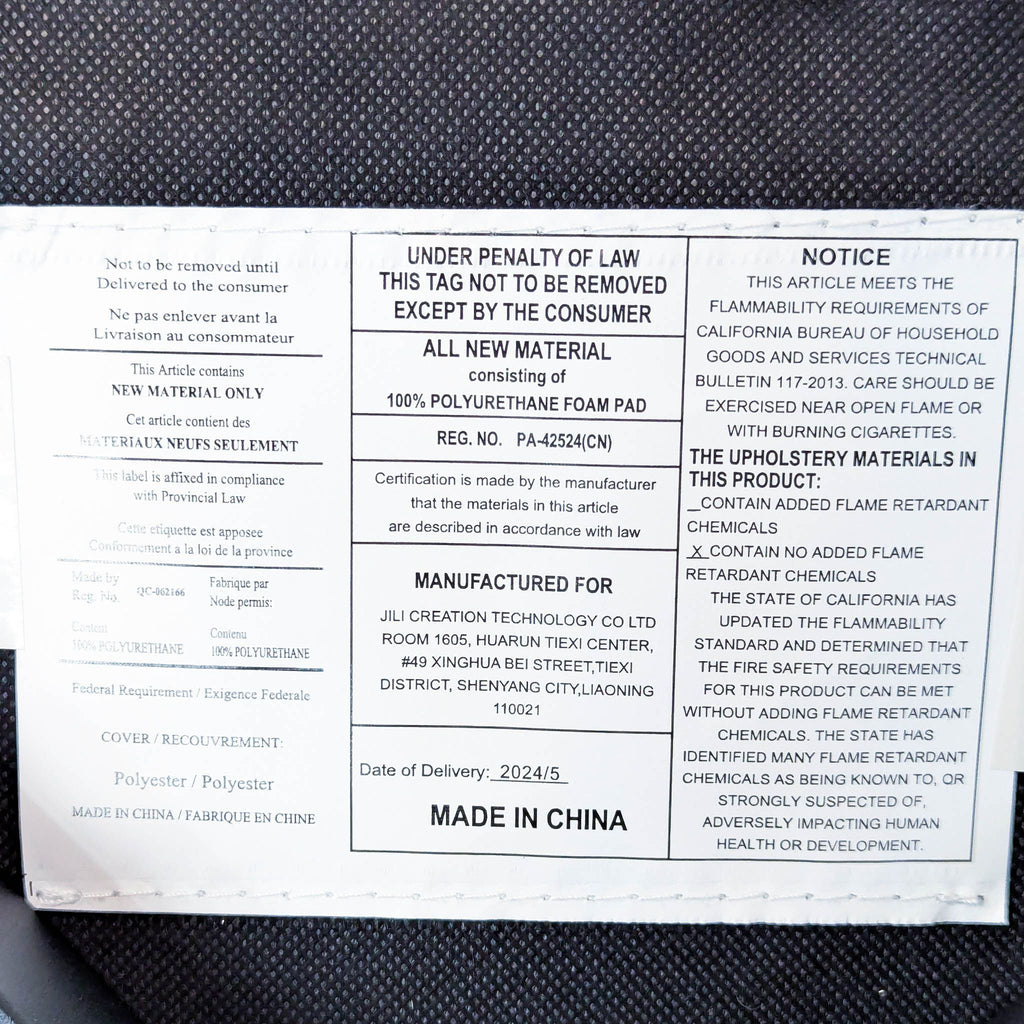 Not to be removed until
Delivered to the consumer
Ne pas enlever avant la
Livraison au consommateur
This Article contains
NEW MATERIAL ONLY
Cet article contient des
MATERIAUX NEUFS SEULEMENT
This label is affixed in compliance
with Provincial Law
Cette etiquette est apposee
Conformement a la loi de la province
Made by
Reg. No. QC-062166
Fabrique par
Node permis:
Content
100% POLYURETHANE
Contenu
100% POLYURETHANE
Federal Requirement / Exigence Federale
COVER / RECOUVREMENT:
Polyester / Polyester
MADE IN CHINA / FABRIQUE EN CHINE
UNDER PENALTY OF LAW
THIS TAG NOT TO BE REMOVED
EXCEPT BY THE CONSUMER
ALL NEW MATERIAL
consisting of
100% POLYURETHANE FOAM PAD
REG. NO. PA-42524(CN)
Certification is made by the manufacturer
that the materials in this article
are described in accordance with law
MANUFACTURED FOR
JILI CREATION TECHNOLOGY CO LTD
ROOM 1605, HUARUN TIEXI CENTER,
#49 XINGHUA BEI STREET,TIEXI
DISTRICT, SHENYANG CITY,LIAONING
110021
Date of Delivery: 2024/5
MADE IN CHINA
NOTICE
THIS ARTICLE MEETS THE
FLAMMABILITY REQUIREMENTS OF
CALIFORNIA BUREAU OF HOUSEHOLD
GOODS AND SERVICES TECHNICAL
BULLETIN 117-2013. CARE SHOULD BE
EXERCISED NEAR OPEN FLAME OR
WITH BURNING CIGARETTES.
THE UPHOLSTERY MATERIALS IN
THIS PRODUCT:
_CONTAIN ADDED FLAME RETARDANT
CHEMICALS
X CONTAIN NO ADDED FLAME
RETARDANT CHEMICALS
THE STATE OF CALIFORNIA HAS
UPDATED THE FLAMMABILITY
STANDARD AND DETERMINED THAT
THE FIRE SAFETY REQUIREMENTS
FOR THIS PRODUCT CAN BE MET
WITHOUT ADDING FLAME RETARDANT
CHEMICALS. THE STATE HAS
IDENTIFIED MANY FLAME RETARDANT
CHEMICALS AS BEING KNOWN TO, OR
STRONGLY SUSPECTED OF,
ADVERSELY IMPACTING HUMAN
HEALTH OR DEVELOPMENT.